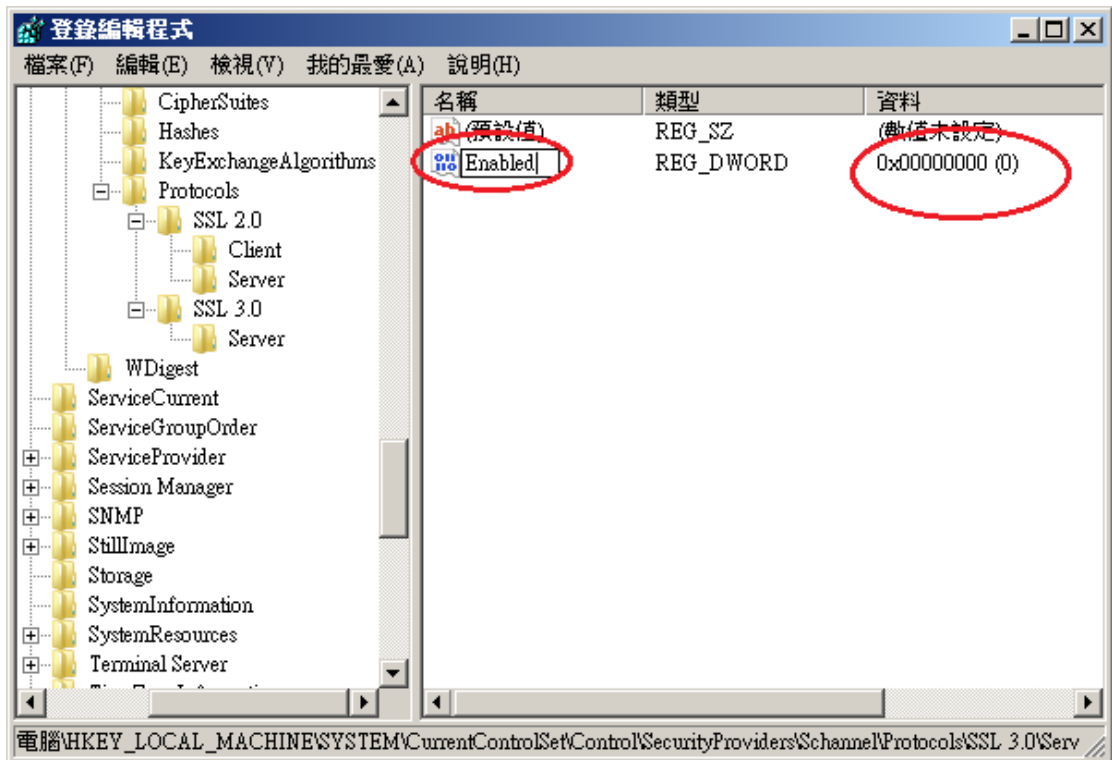 登錄編輯程式
檔案(F) 編輯(E) 檢視(V) 我的最愛(A) 說明(H)
CipherSuites
Hashes
KeyExchangeAlgorithms
Protocols
SSL 2.0
Client
Server
SSL 3.0
Server
WDigest
ServiceCurrent
ServiceGroupOrder
ServiceProvider
Session Manager
SNMP
StillImage
Storage
SystemInformation
SystemResources
Terminal Server
名稱 類型 資料
(預設值) REG_SZ (數值未設定)
Enabled REG_DWORD 0x00000000 (0)
電腦\HKEY_LOCAL_MACHINE\SYSTEM\CurrentControlSet\Control\SecurityProviders\Schannel\Protocols\SSL 3.0\Serv